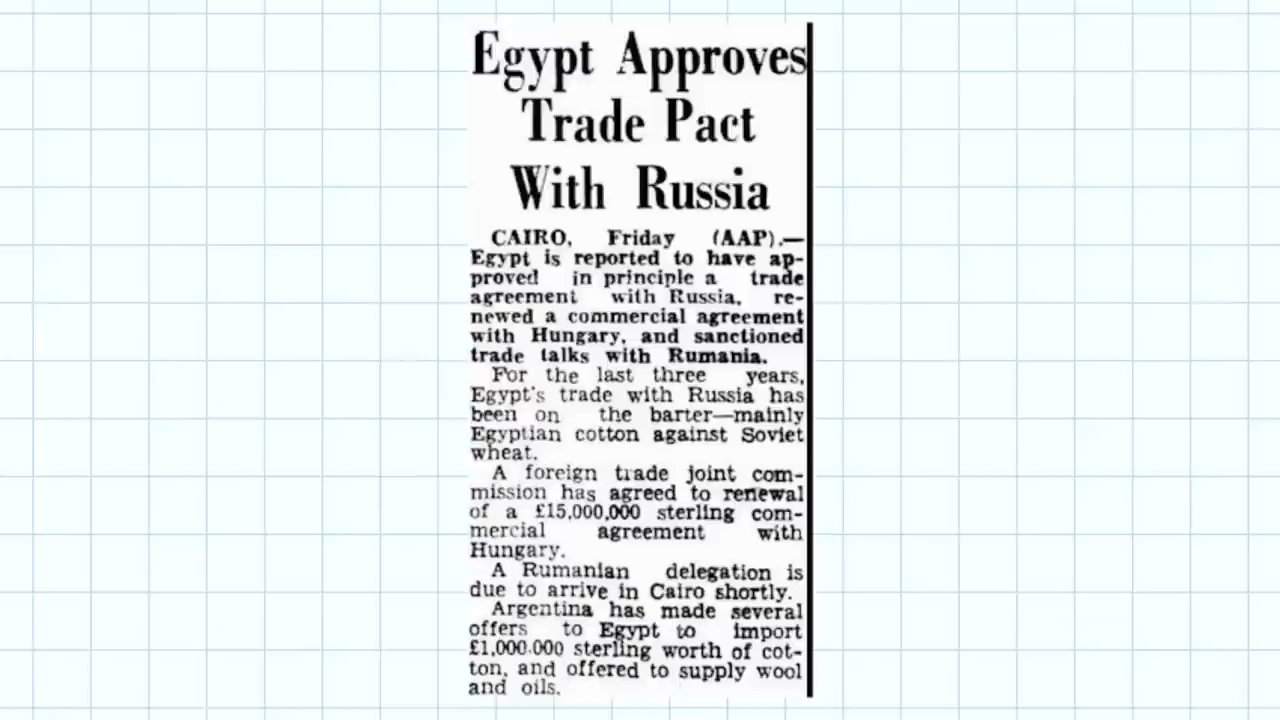 Egypt Approves
Trade Pact
With Russia
CAIRO, Friday (AAP).—
Egypt is reported to have ap-
proved in principle a trade
agreement with Russia, re-
newed a commercial agreement
with Hungary, and sanctioned
trade talks with Rumania.
For the last three years,
Egypt's trade with Russia has
been on the barter—mainly
Egyptian cotton against Soviet
wheat.
A foreign trade joint com-
mission has agreed to renewal
of a £15,000,000 sterling com-
mercial agreement with
Hungary.
A Rumanian delegation is
due to arrive in Cairo shortly.
Argentina has made several
offers to Egypt to import
£1,000.000 sterling worth of cot-
ton, and offered to supply wool
and oils.